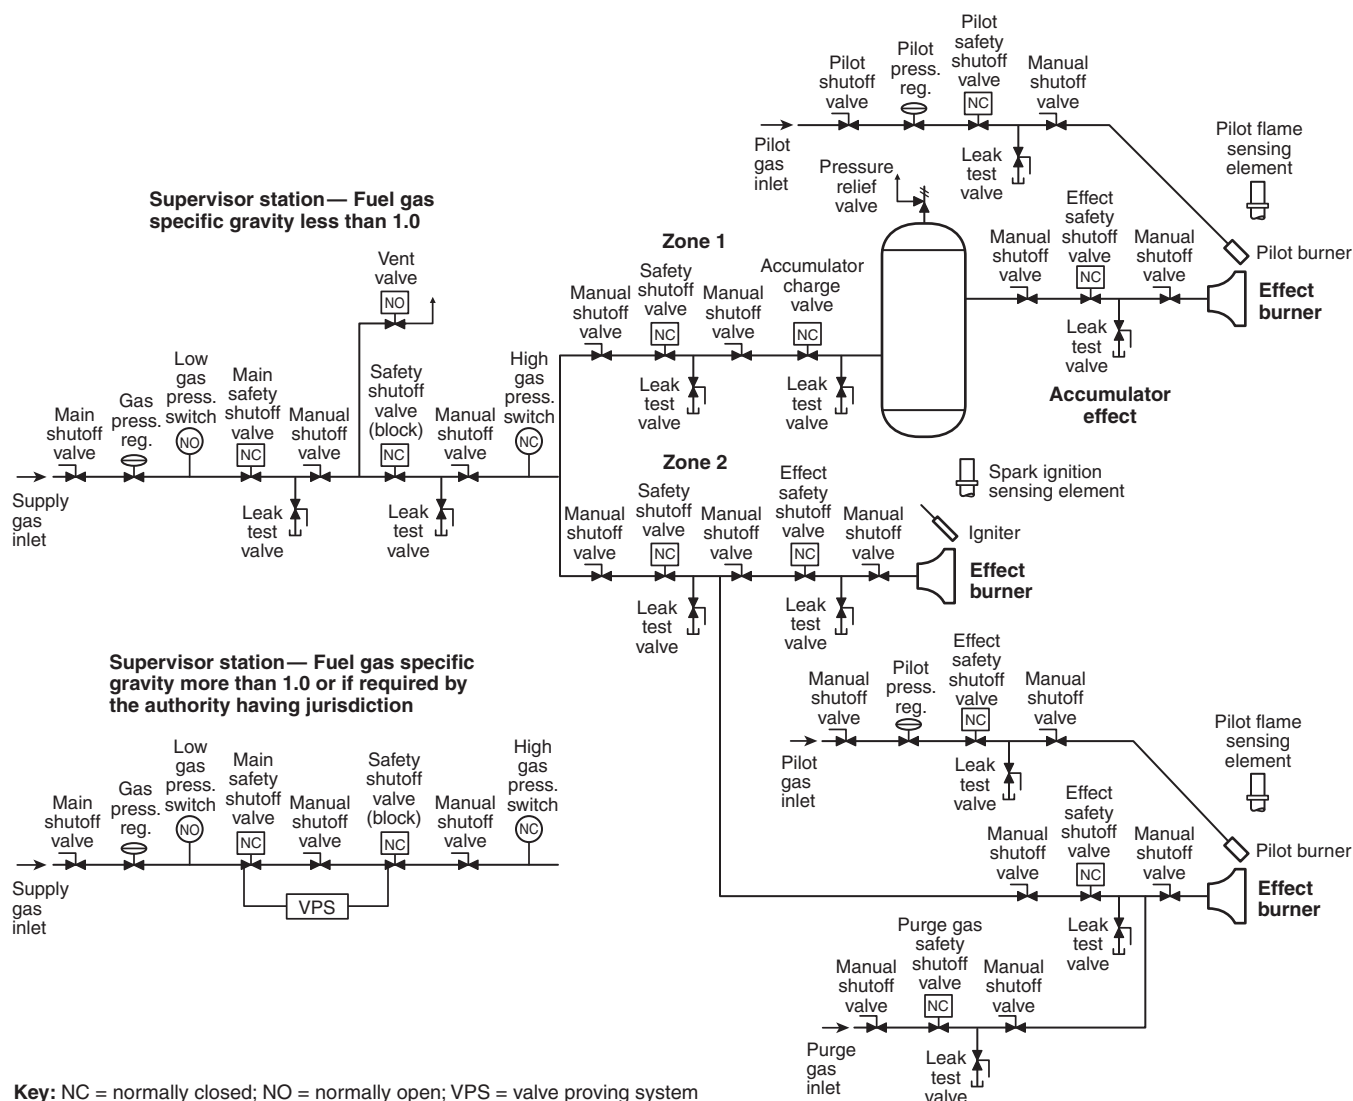 Pilot
safety
shutoff
valve
NC
Pilot
press.
reg.
Pilot
shutoff
valve
Manual
shutoff
valve
Pilot
gas
inlet
Leak
test
valve
Pilot flame
sensing
element
Pressure
relief
valve
Supervisor station — Fuel gas
specific gravity less than 1.0
Vent
valve
NO
Supply
gas
inlet
Main
shutoff
valve
Gas
press.
reg.
Low
gas
press.
switch
NO
Main
safety
shutoff
valve
NC
Leak
test
valve
Manual
shutoff
valve
Safety
shutoff
valve
(block)
NC
Leak
test
valve
Manual
shutoff
valve
High
gas
press.
switch
NC
Zone 1
Manual
shutoff
valve
Safety
shutoff
valve
NC
Leak
test
valve
Manual
shutoff
valve
Accumulator
charge
valve
NC
Leak
test
valve
Manual
shutoff
valve
Effect
safety
shutoff
valve
NC
Leak
test
valve
Manual
shutoff
valve
Pilot burner
Effect
burner
Accumulator
effect
Zone 2
Manual
shutoff
valve
Safety
shutoff
valve
NC
Leak
test
valve
Manual
shutoff
valve
Effect
safety
shutoff
valve
NC
Leak
test
valve
Manual
shutoff
valve
Spark ignition
sensing element
Igniter
Effect
burner
Supervisor station — Fuel gas specific
gravity more than 1.0 or if required by
the authority having jurisdiction
Supply
gas
inlet
Main
shutoff
valve
Gas
press.
reg.
Low
gas
press.
switch
NO
Main
safety
shutoff
valve
NC
Manual
shutoff
valve
VPS
Safety
shutoff
valve
(block)
NC
Manual
shutoff
valve
High
gas
press.
switch
NC
Pilot
gas
inlet
Manual
shutoff
valve
Pilot
press.
reg.
Effect
safety
shutoff
valve
NC
Leak
test
valve
Manual
shutoff
valve
Pilot flame
sensing
element
Manual
shutoff
valve
Effect
safety
shutoff
valve
NC
Leak
test
valve
Manual
shutoff
valve
Pilot burner
Effect
burner
Purge
gas
inlet
Manual
shutoff
valve
Purge gas
safety
shutoff
valve
NC
Leak
test
valve
Manual
shutoff
valve
Key: NC = normally closed; NO = normally open; VPS = valve proving system